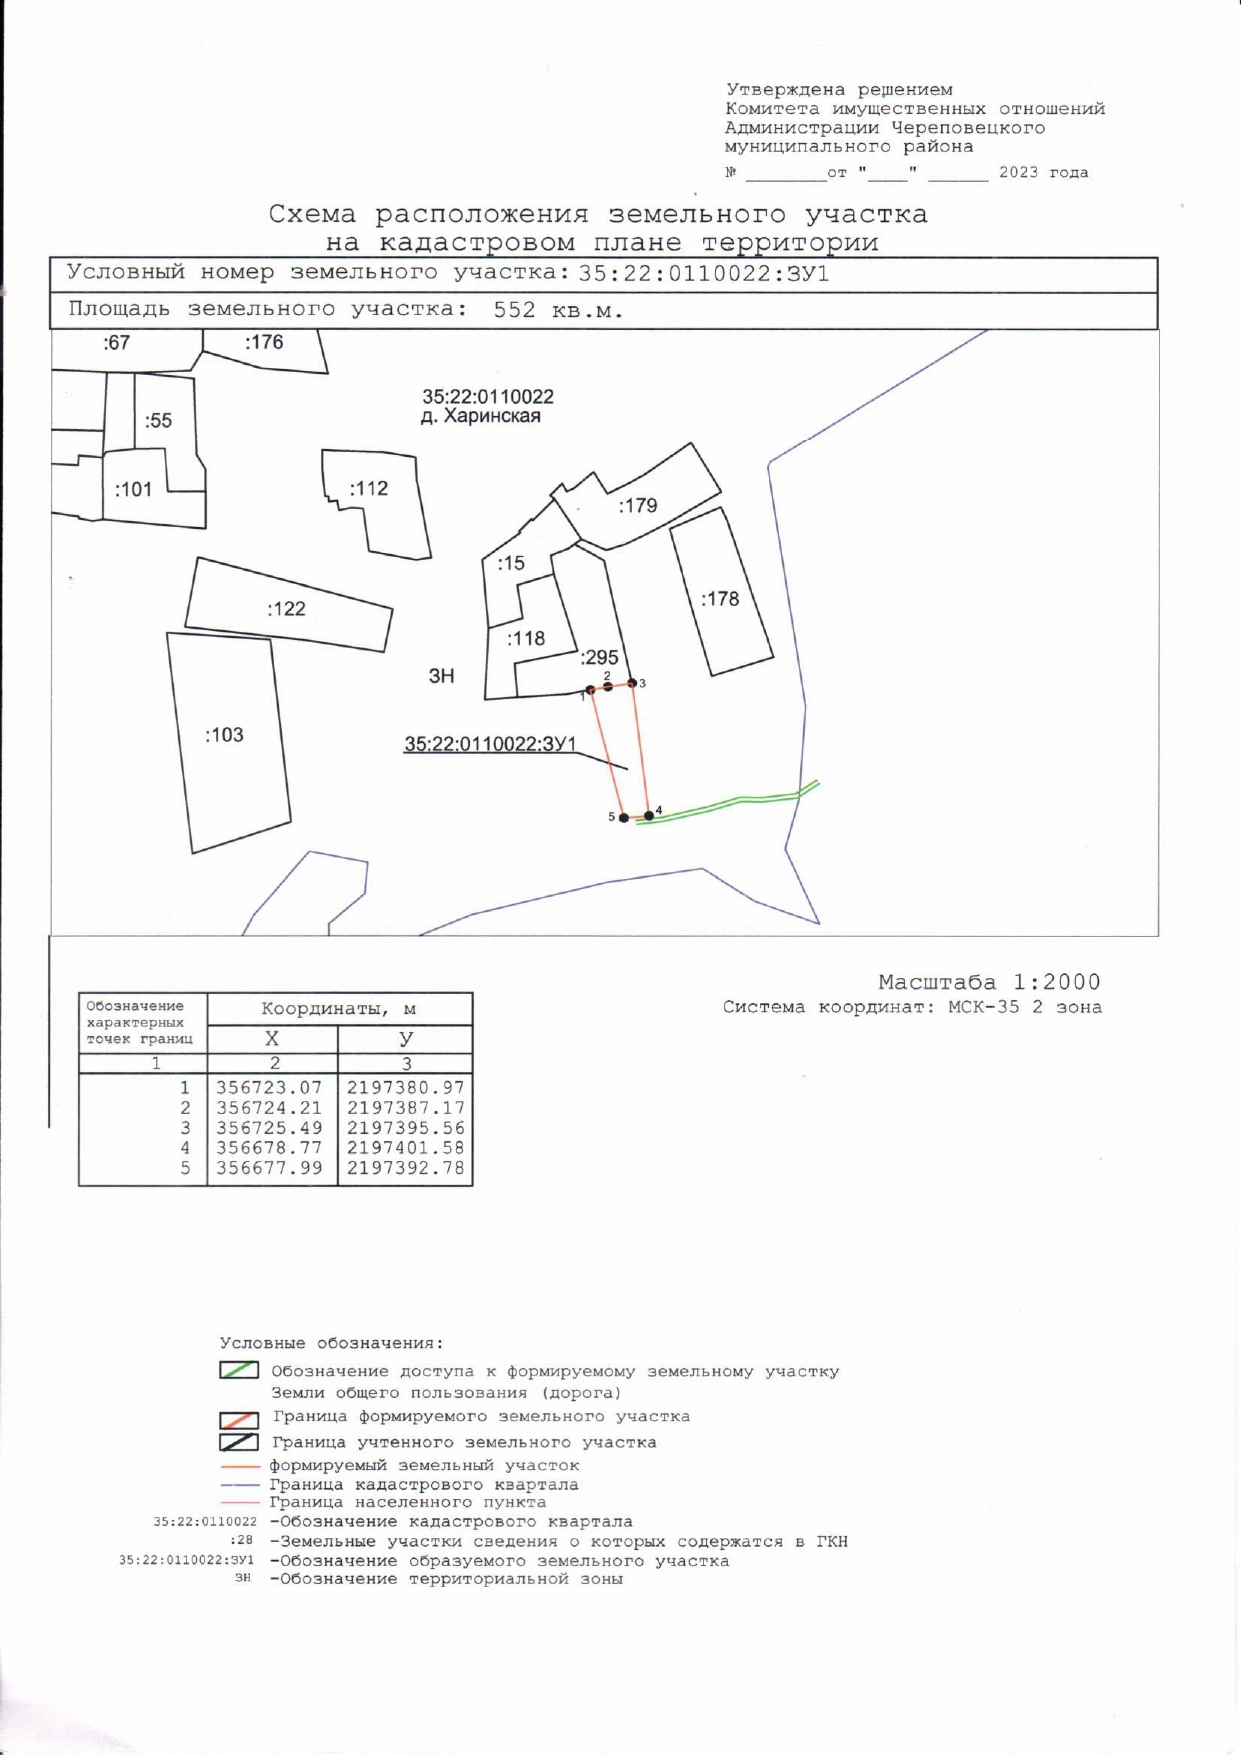 Утверждена решением
Комитета имущественных отношений
Администрации Череповецкого
муниципального района
№ ________от "____" ______ 2023 года
Схема расположения земельного участка
на кадастровом плане территории
Условный номер земельного участка: 35:22:0110022:ЗУ1
Площадь земельного участка: 552 кв.м.
:67
:176
35:22:0110022
д. Харинская
:55
:101
:112
:179
:15
:178
:122
:118
:295
ЗН
2
3
1
:103
35:22:0110022:ЗУ1
4
5
Масштаба 1:2000
Система координат: МСК-35 2 зона
Обозначение характерных точек границ
Координаты, м
X У
1 2 3
1 356723.07 2197380.97
2 356724.21 2197387.17
3 356725.49 2197395.56
4 356678.77 2197401.58
5 356677.99 2197392.78
Условные обозначения:
Обозначение доступа к формируемому земельному участку
Земли общего пользования (дорога)
Граница формируемого земельного участка
Граница учтенного земельного участка
формируемый земельный участок
Граница кадастрового квартала
Граница населенного пункта
35:22:0110022 -Обозначение кадастрового квартала
:28 -Земельные участки сведения о которых содержатся в ГКН
35:22:0110022:ЗУ1 -Обозначение образуемого земельного участка
ЗН -Обозначение территориальной зоны